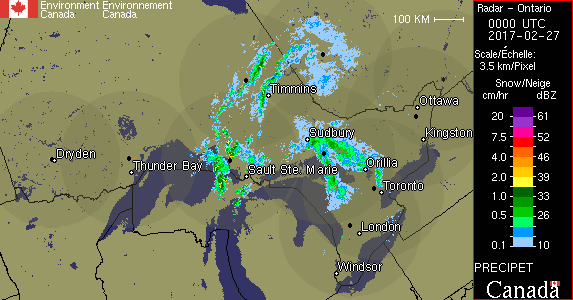 Environment Environnement
Canada Canada
100 KM
Timmins
Ottawa
Sudbury
Kingston
Dryden
Thunder Bay
Sault Ste. Marie
Orillia
Toronto
London
Windsor
Radar - Ontario
0000 UTC
2017-02-27
Scale/Échelle:
3.5 km/Pixel
Snow/Neige
cm/hr dBZ
20 61
7.5 57
5.5 52
4.0 46
2.0 39
1.0 33
0.5 26
0.1 10
PRECIPET
Canada